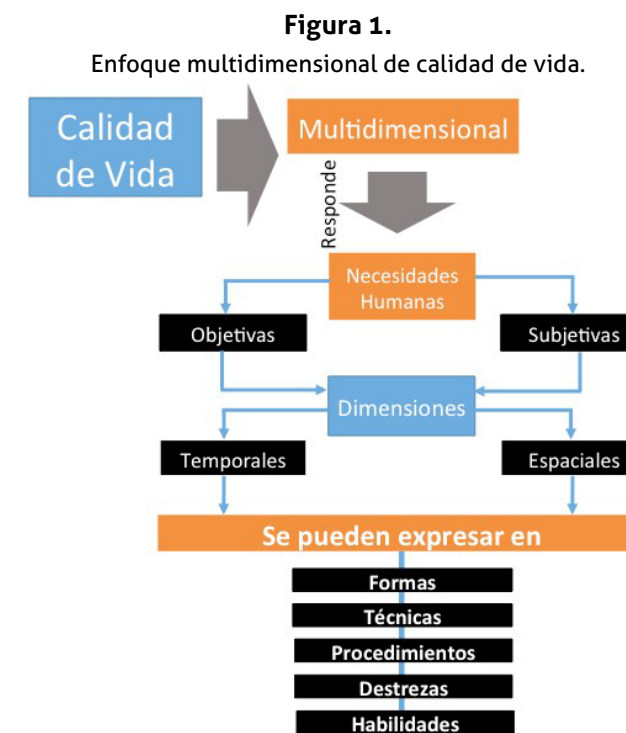 Figura 1.
Enfoque multidimensional de calidad de vida.
Calidad
de Vida
Multidimensional
Responde
Necesidades
Humanas
Objetivas
Subjetivas
Dimensiones
Temporales
Espaciales
Se pueden expresar en
Formas
Técnicas
Procedimientos
Destrezas
Habilidades